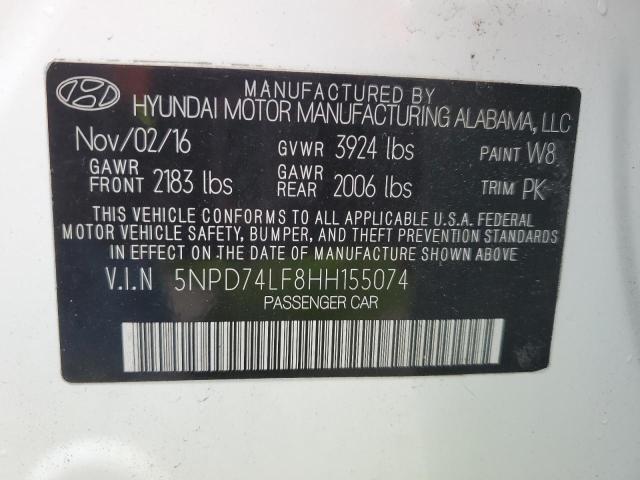 MANUFACTURED BY
HYUNDAI MOTOR MANUFACTURING ALABAMA, LLC
Nov/02/16 GVWR 3924 lbs PAINT W8
GAWR FRONT 2183 lbs GAWR REAR 2006 lbs TRIM PK
THIS VEHICLE CONFORMS TO ALL APPLICABLE U.S.A. FEDERAL
MOTOR VEHICLE SAFETY, BUMPER, AND THEFT PREVENTION STANDARDS
IN EFFECT ON THE DATE OF MANUFACTURE SHOWN ABOVE
V.I.N 5NPD74LF8HH155074
PASSENGER CAR